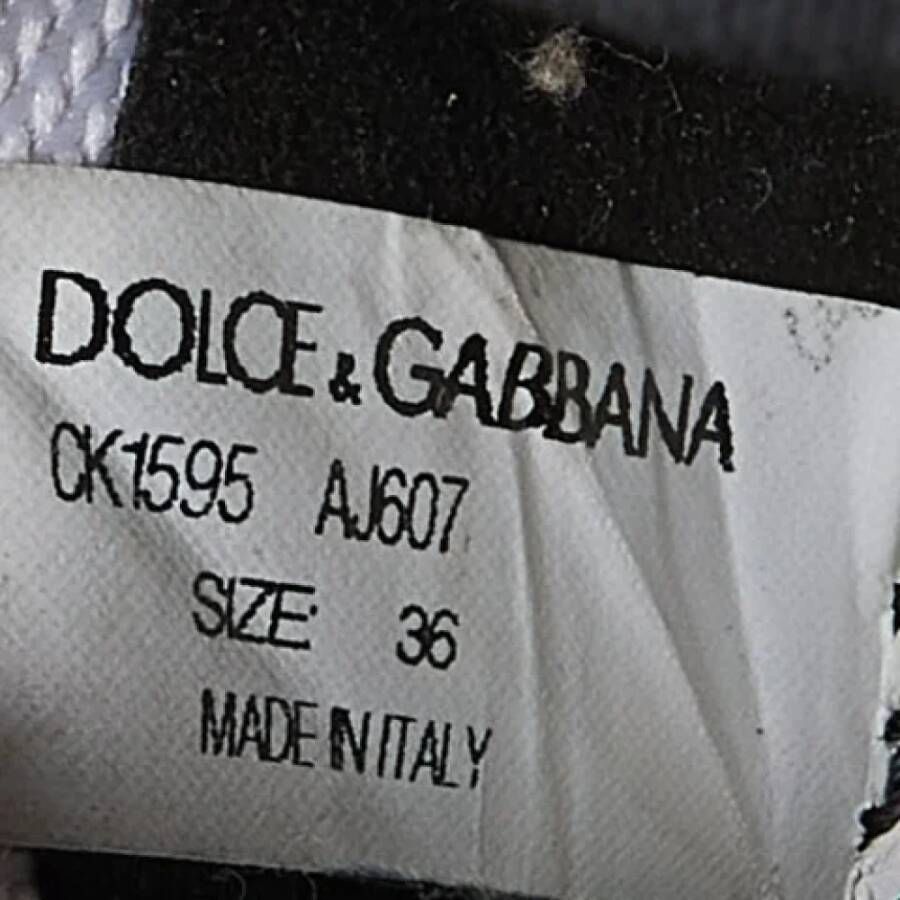 DOLCE & GABBANA
CK1595 AJ607
SIZE: 36
MADE IN ITALY